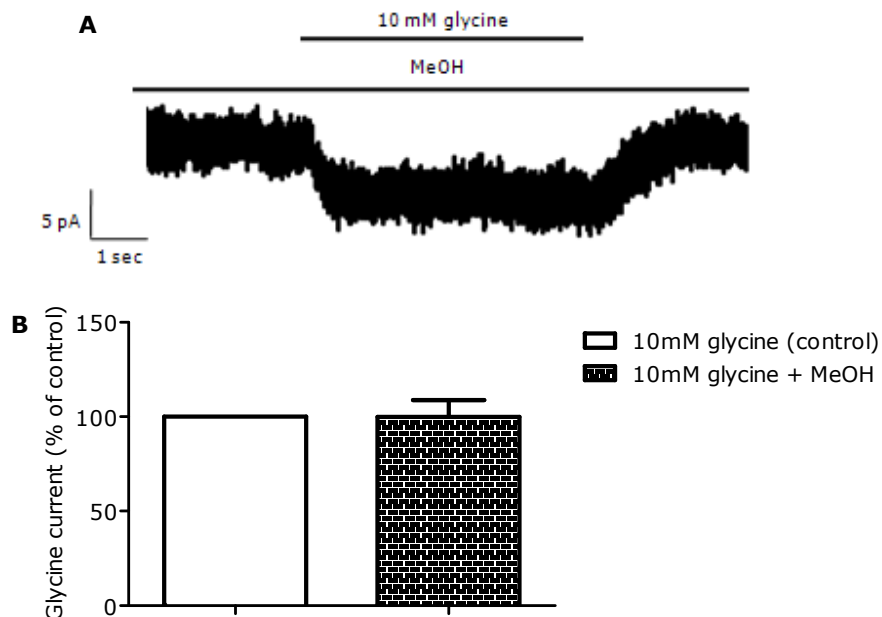 A
10 mM glycine
MeOH
5 pA
1 sec
B
Glycine current (% of control)
150
100
50
0
10mM glycine (control)
10mM glycine + MeOH